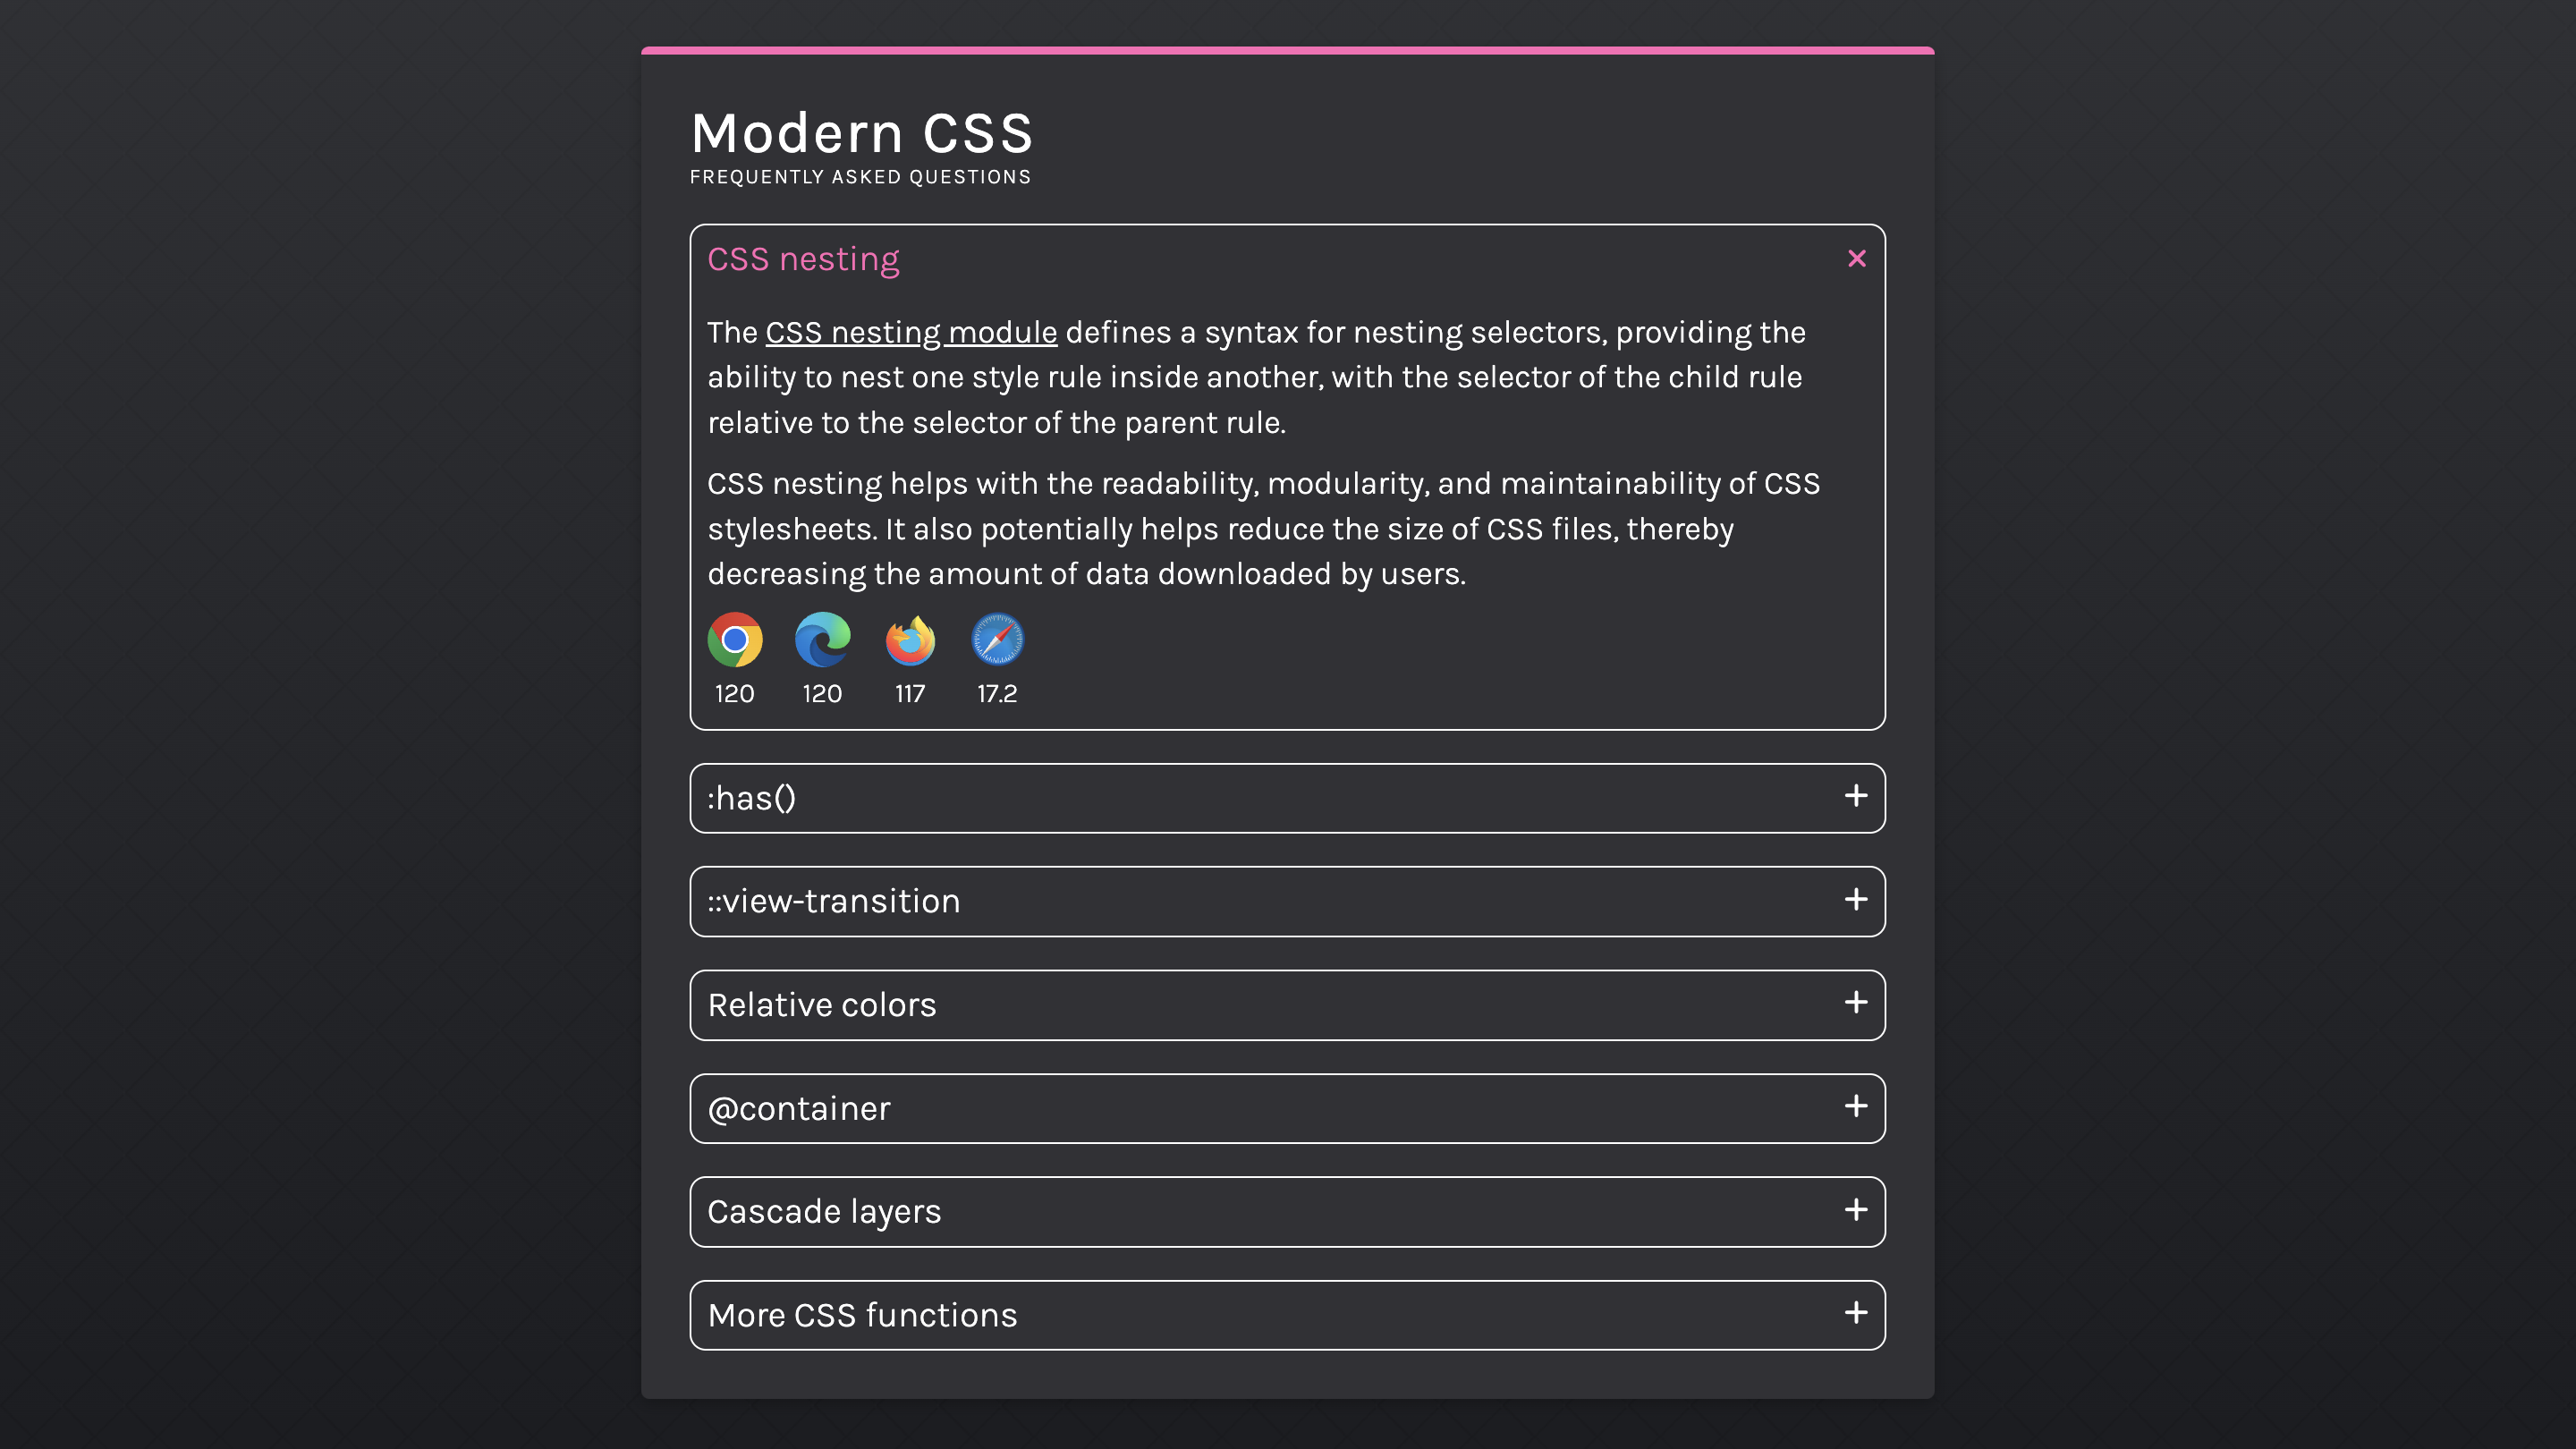 Modern CSS
FREQUENTLY ASKED QUESTIONS
CSS nesting
The CSS nesting module defines a syntax for nesting selectors, providing the
ability to nest one style rule inside another, with the selector of the child rule
relative to the selector of the parent rule.
CSS nesting helps with the readability, modularity, and maintainability of CSS
stylesheets. It also potentially helps reduce the size of CSS files, thereby
decreasing the amount of data downloaded by users.
120 120 117 17.2
:has()
::view-transition
Relative colors
@container
Cascade layers
More CSS functions